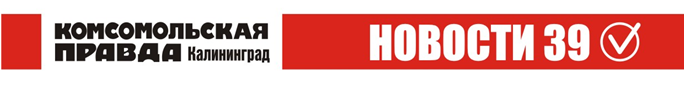 КОМСОМОЛЬСКАЯ
ПРАВДА Калининград
НОВОСТИ 39